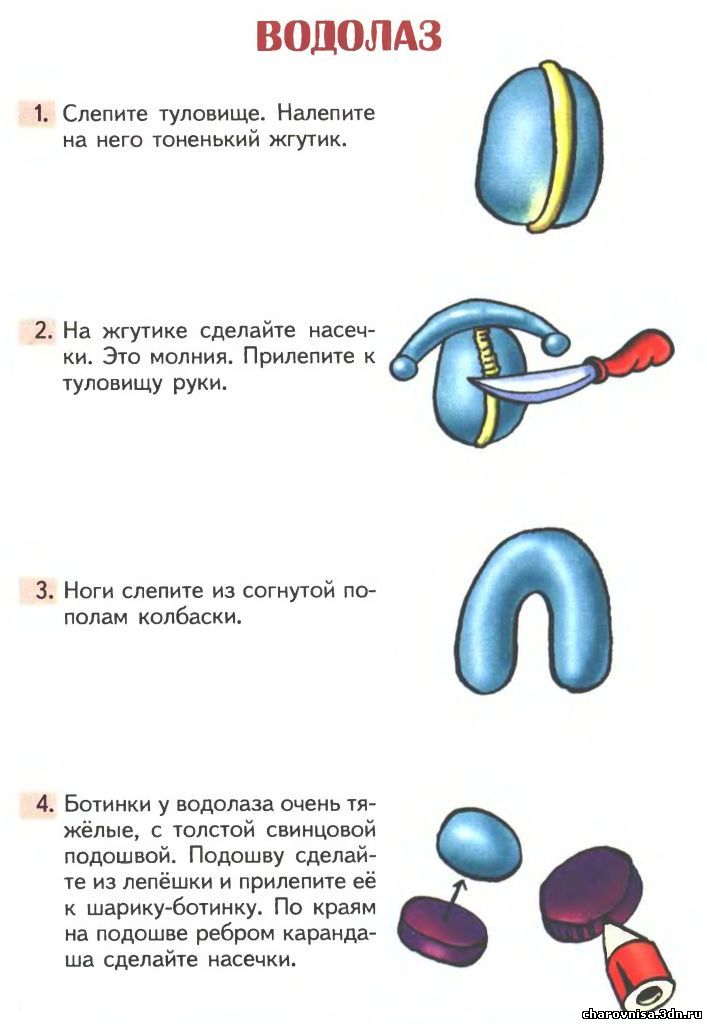 ВОДОЛАЗ
1. Слепите туловище. Налепите
на него тоненький жгутик.
2. На жгутике сделайте насеч-
ки. Это молния. Прилепите к
туловищу руки.
3. Ноги слепите из согнутой по-
полам колбаски.
4. Ботинки у водолаза очень тя-
жёлые, с толстой свинцовой
подошвой. Подошву сделай-
те из лепёшки и прилепите её
к шарику-ботинку. По краям
на подошве ребром каранда-
ша сделайте насечки.
charovnisa.3dn.ru